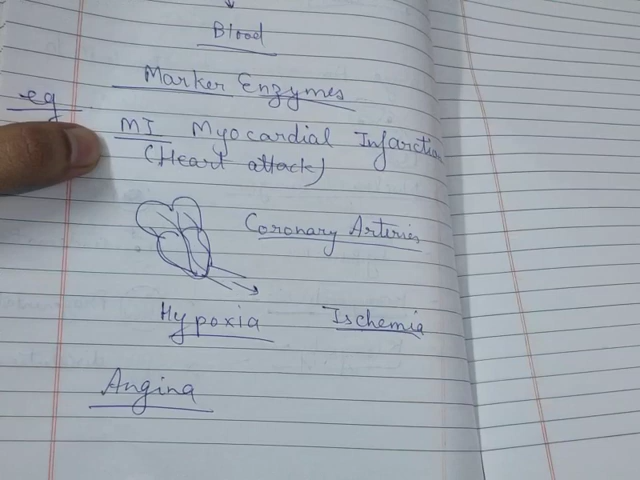 Blood
Marker Enzymes
eg
MI Myocardial Infarction
(Heart attack)
Coronary Arteries
Hypoxia Ischemia
Angina